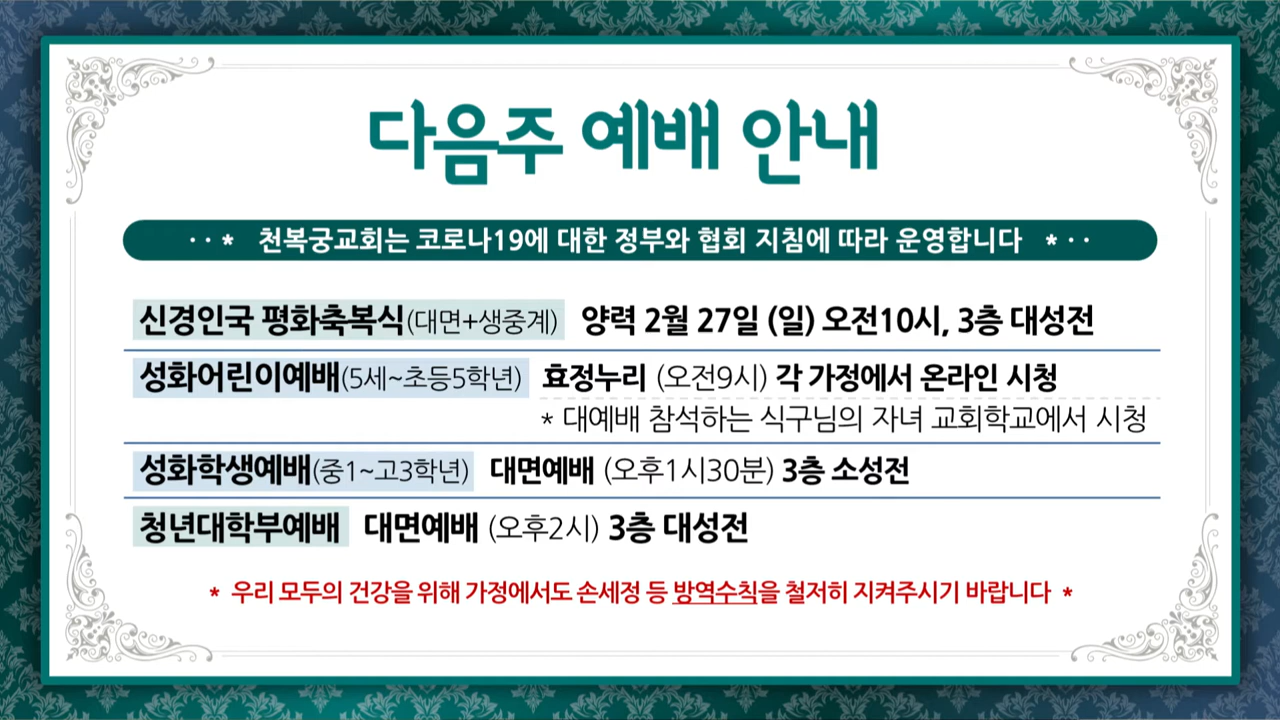 다음주 예배 안내
··* 천복궁교회는 코로나19에 대한 정부와 협회 지침에 따라 운영합니다 *··
신경인국 평화축복식(대면+생중계) 양력 2월 27일 (일) 오전10시, 3층 대성전
성화어린이예배(5세~초등5학년) 효정누리 (오전9시) 각 가정에서 온라인 시청
* 대예배 참석하는 식구님의 자녀 교회학교에서 시청
성화학생예배(중1~고3학년) 대면예배 (오후1시30분) 3층 소성전
청년대학부예배 대면예배 (오후2시) 3층 대성전
* 우리 모두의 건강을 위해 가정에서도 손세정 등 방역수칙을 철저히 지켜주시기 바랍니다 *